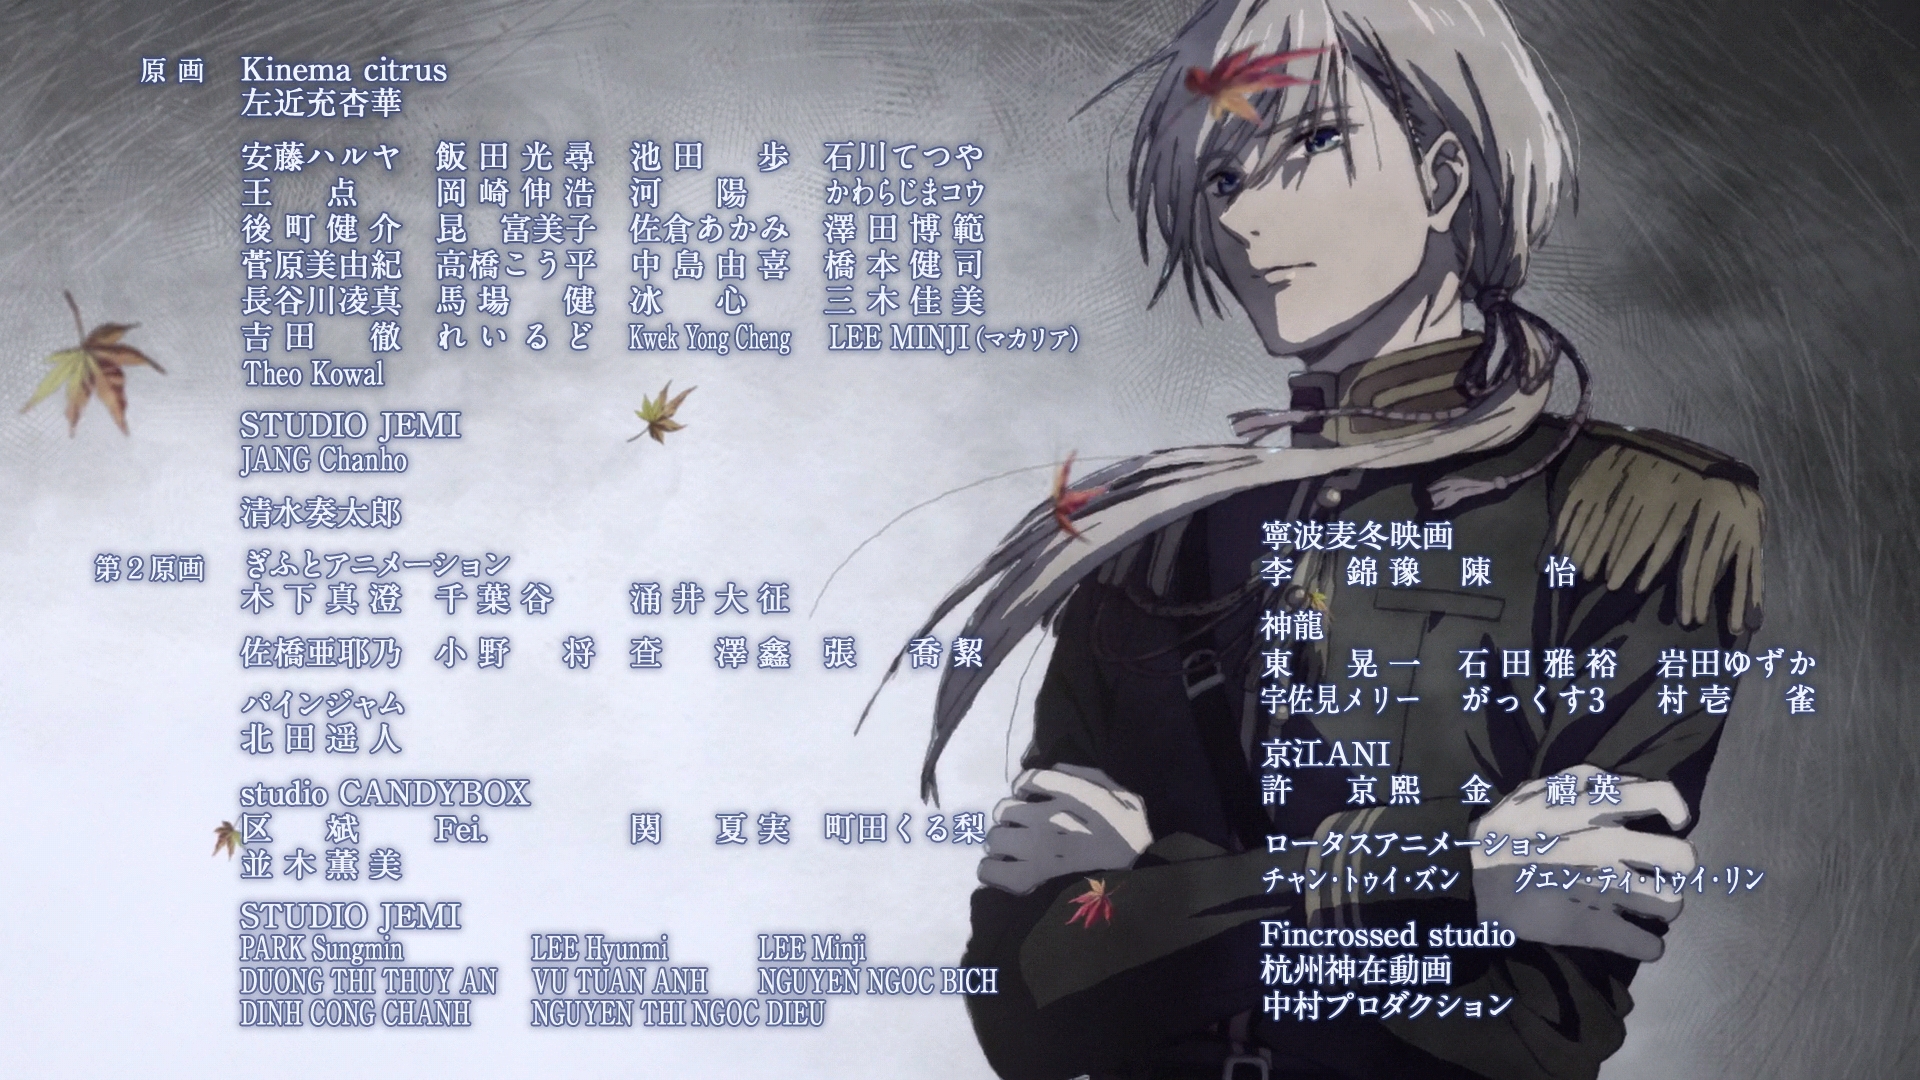 原画 Kinema citrus
左近充杏華
安藤ハルヤ 飯田光尋 池田歩 石川てつや
王点 岡崎伸浩 河陽 かわらじまコウ
後町健介 昆富美子 佐倉あかみ 澤田博範
菅原美由紀 高橋こう平 中島由喜 橋本健司
長谷川凌真 馬場健 冰心 三木佳美
吉田徹 れいるど Kwek Yong Cheng LEE MINJI(マカリア)
Theo Kowal
STUDIO JEMI
JANG Chanho
清水奏太郎
第2原画 ぎふとアニメーション
木下真澄 千葉谷 涌井大征
佐橋亜耶乃 小野将 査澤鑫 張喬絜
パインジャム
北田遥人
studio CANDYBOX
区斌 Fei. 関夏実 町田くる梨
並木薫美
STUDIO JEMI
PARK Sungmin LEE Hyunmi LEE Minji
DUONG THI THUY AN VU TUAN ANH NGUYEN NGOC BICH
DINH CONG CHANH NGUYEN THI NGOC DIEU
寧波麦冬映画
李錦豫 陳怡
神龍
東晃一 石田雅裕 岩田ゆずか
宇佐見メリー がっくす3 村壱雀
京江ANI
許京熙 金禧英
ロータスアニメーション
チャン・トゥイ・ズン グエン・ティ・トゥイ・リン
Fincrossed studio
杭州神在動画
中村プロダクション